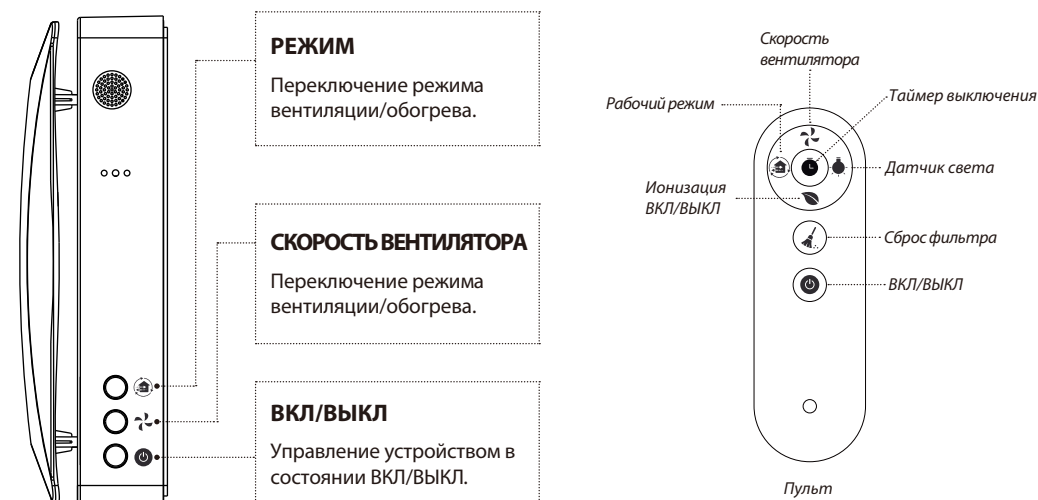 РЕЖИМ
Переключение режима
вентиляции/обогрева.
СКОРОСТЬ ВЕНТИЛЯТОРА
Переключение режима
вентиляции/обогрева.
ВКЛ/ВЫКЛ
Управление устройством в
состоянии ВКЛ/ВЫКЛ.
Скорость
вентилятора
Рабочий режим
Таймер выключения
Датчик света
Ионизация
ВКЛ/ВЫКЛ
Сброс фильтра
ВКЛ/ВЫКЛ
Пульт